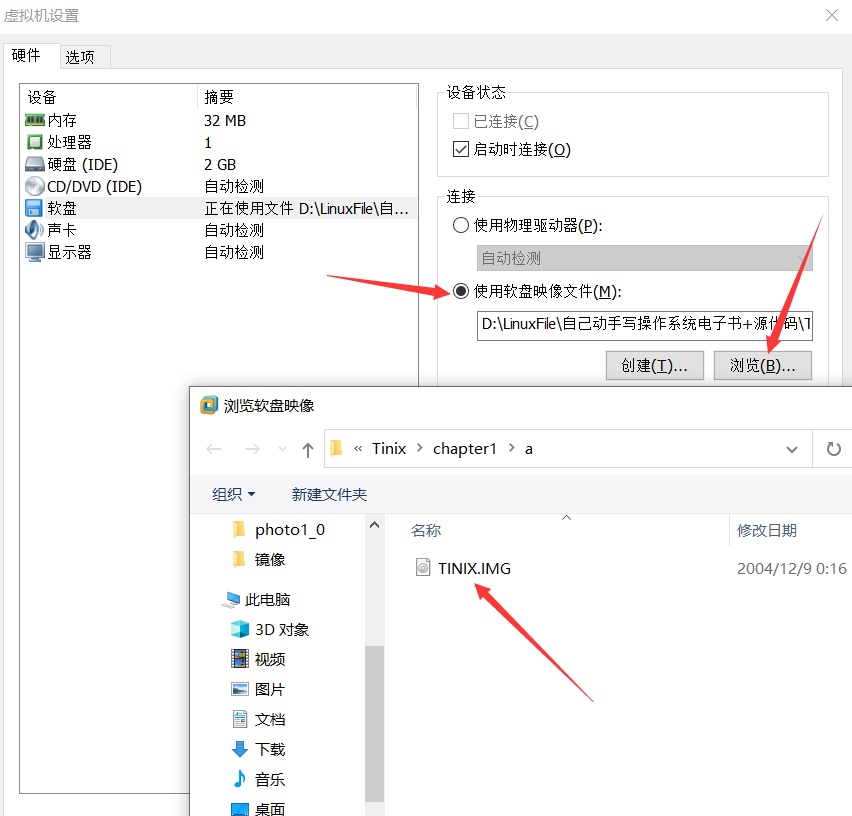 虚拟机设置
硬件 选项
设备 摘要
内存 32 MB
处理器 1
硬盘 (IDE) 2 GB
CD/DVD (IDE) 自动检测
软盘 正在使用文件 D:\LinuxFile\自...
声卡 自动检测
显示器 自动检测
设备状态
已连接(C)
启动时连接(O)
连接
使用物理驱动器(P):
自动检测
使用软盘映像文件(M):
D:\LinuxFile\自己动手写操作系统电子书+源代码\T
创建(T)... 浏览(B)...
浏览软盘映像
« Tinix > chapter1 > a
组织 新建文件夹
photo1_0
镜像
此电脑
3D 对象
视频
图片
文档
下载
音乐
桌面
名称 修改日期
TINIX.IMG 2004/12/9 0:16